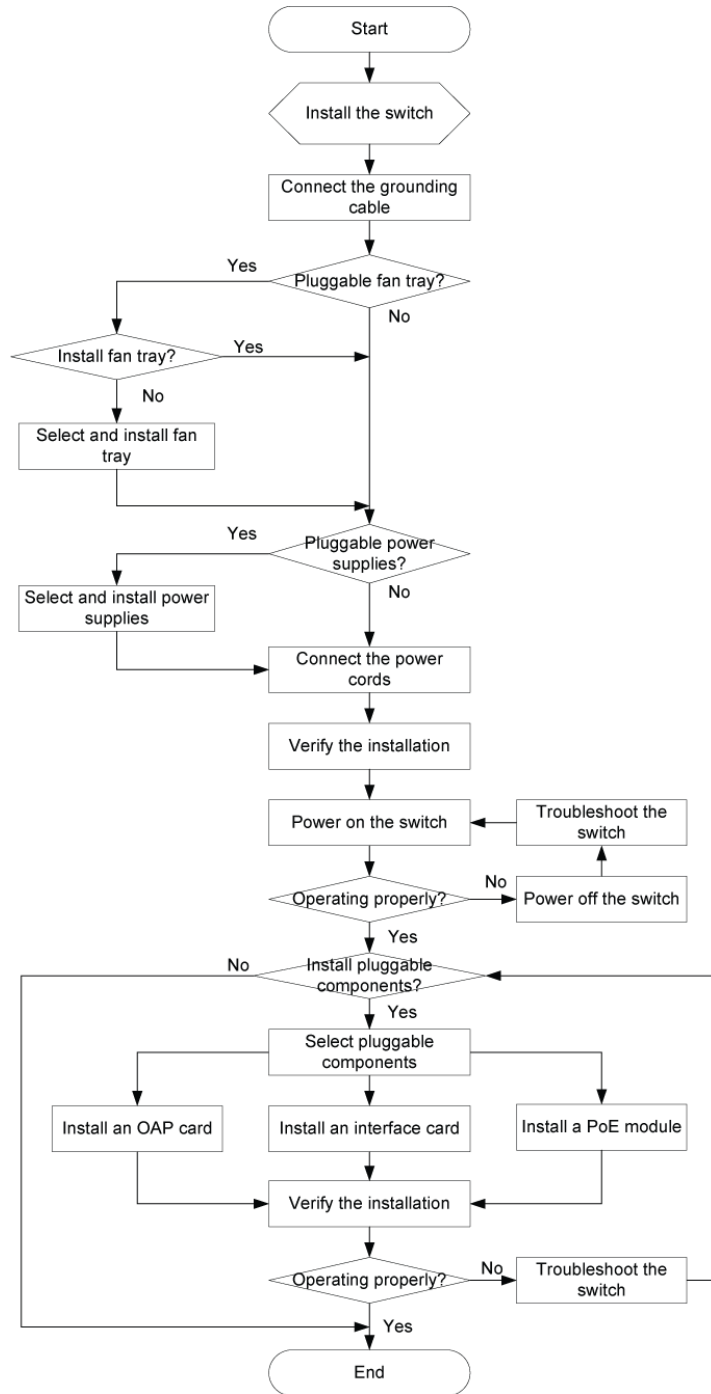 Start
Install the switch
Connect the grounding
cable
Yes
Pluggable fan tray?
No
Install fan tray?
Yes
No
Select and install fan
tray
Yes
Pluggable power
supplies?
No
Select and install power
supplies
Connect the power
cords
Verify the installation
Power on the switch
Troubleshoot the
switch
Operating properly?
No
Power off the switch
Yes
No
Install pluggable
components?
Yes
Select pluggable
components
Install an OAP card
Install an interface card
Install a PoE module
Verify the installation
Operating properly?
No
Troubleshoot the
switch
Yes
End